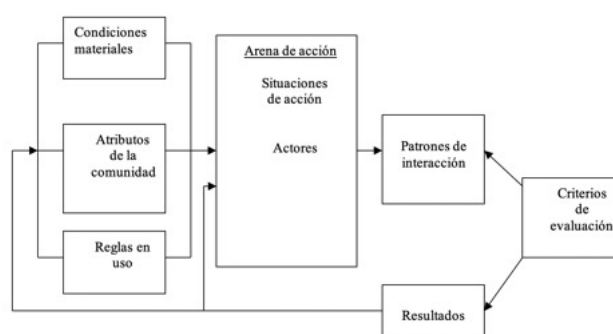 Condiciones
materiales
Atributos
de la
comunidad
Reglas en
uso
Arena de acción
Situaciones
de acción
Actores
Patrones de
interacción
Criterios
de
evaluación
Resultados